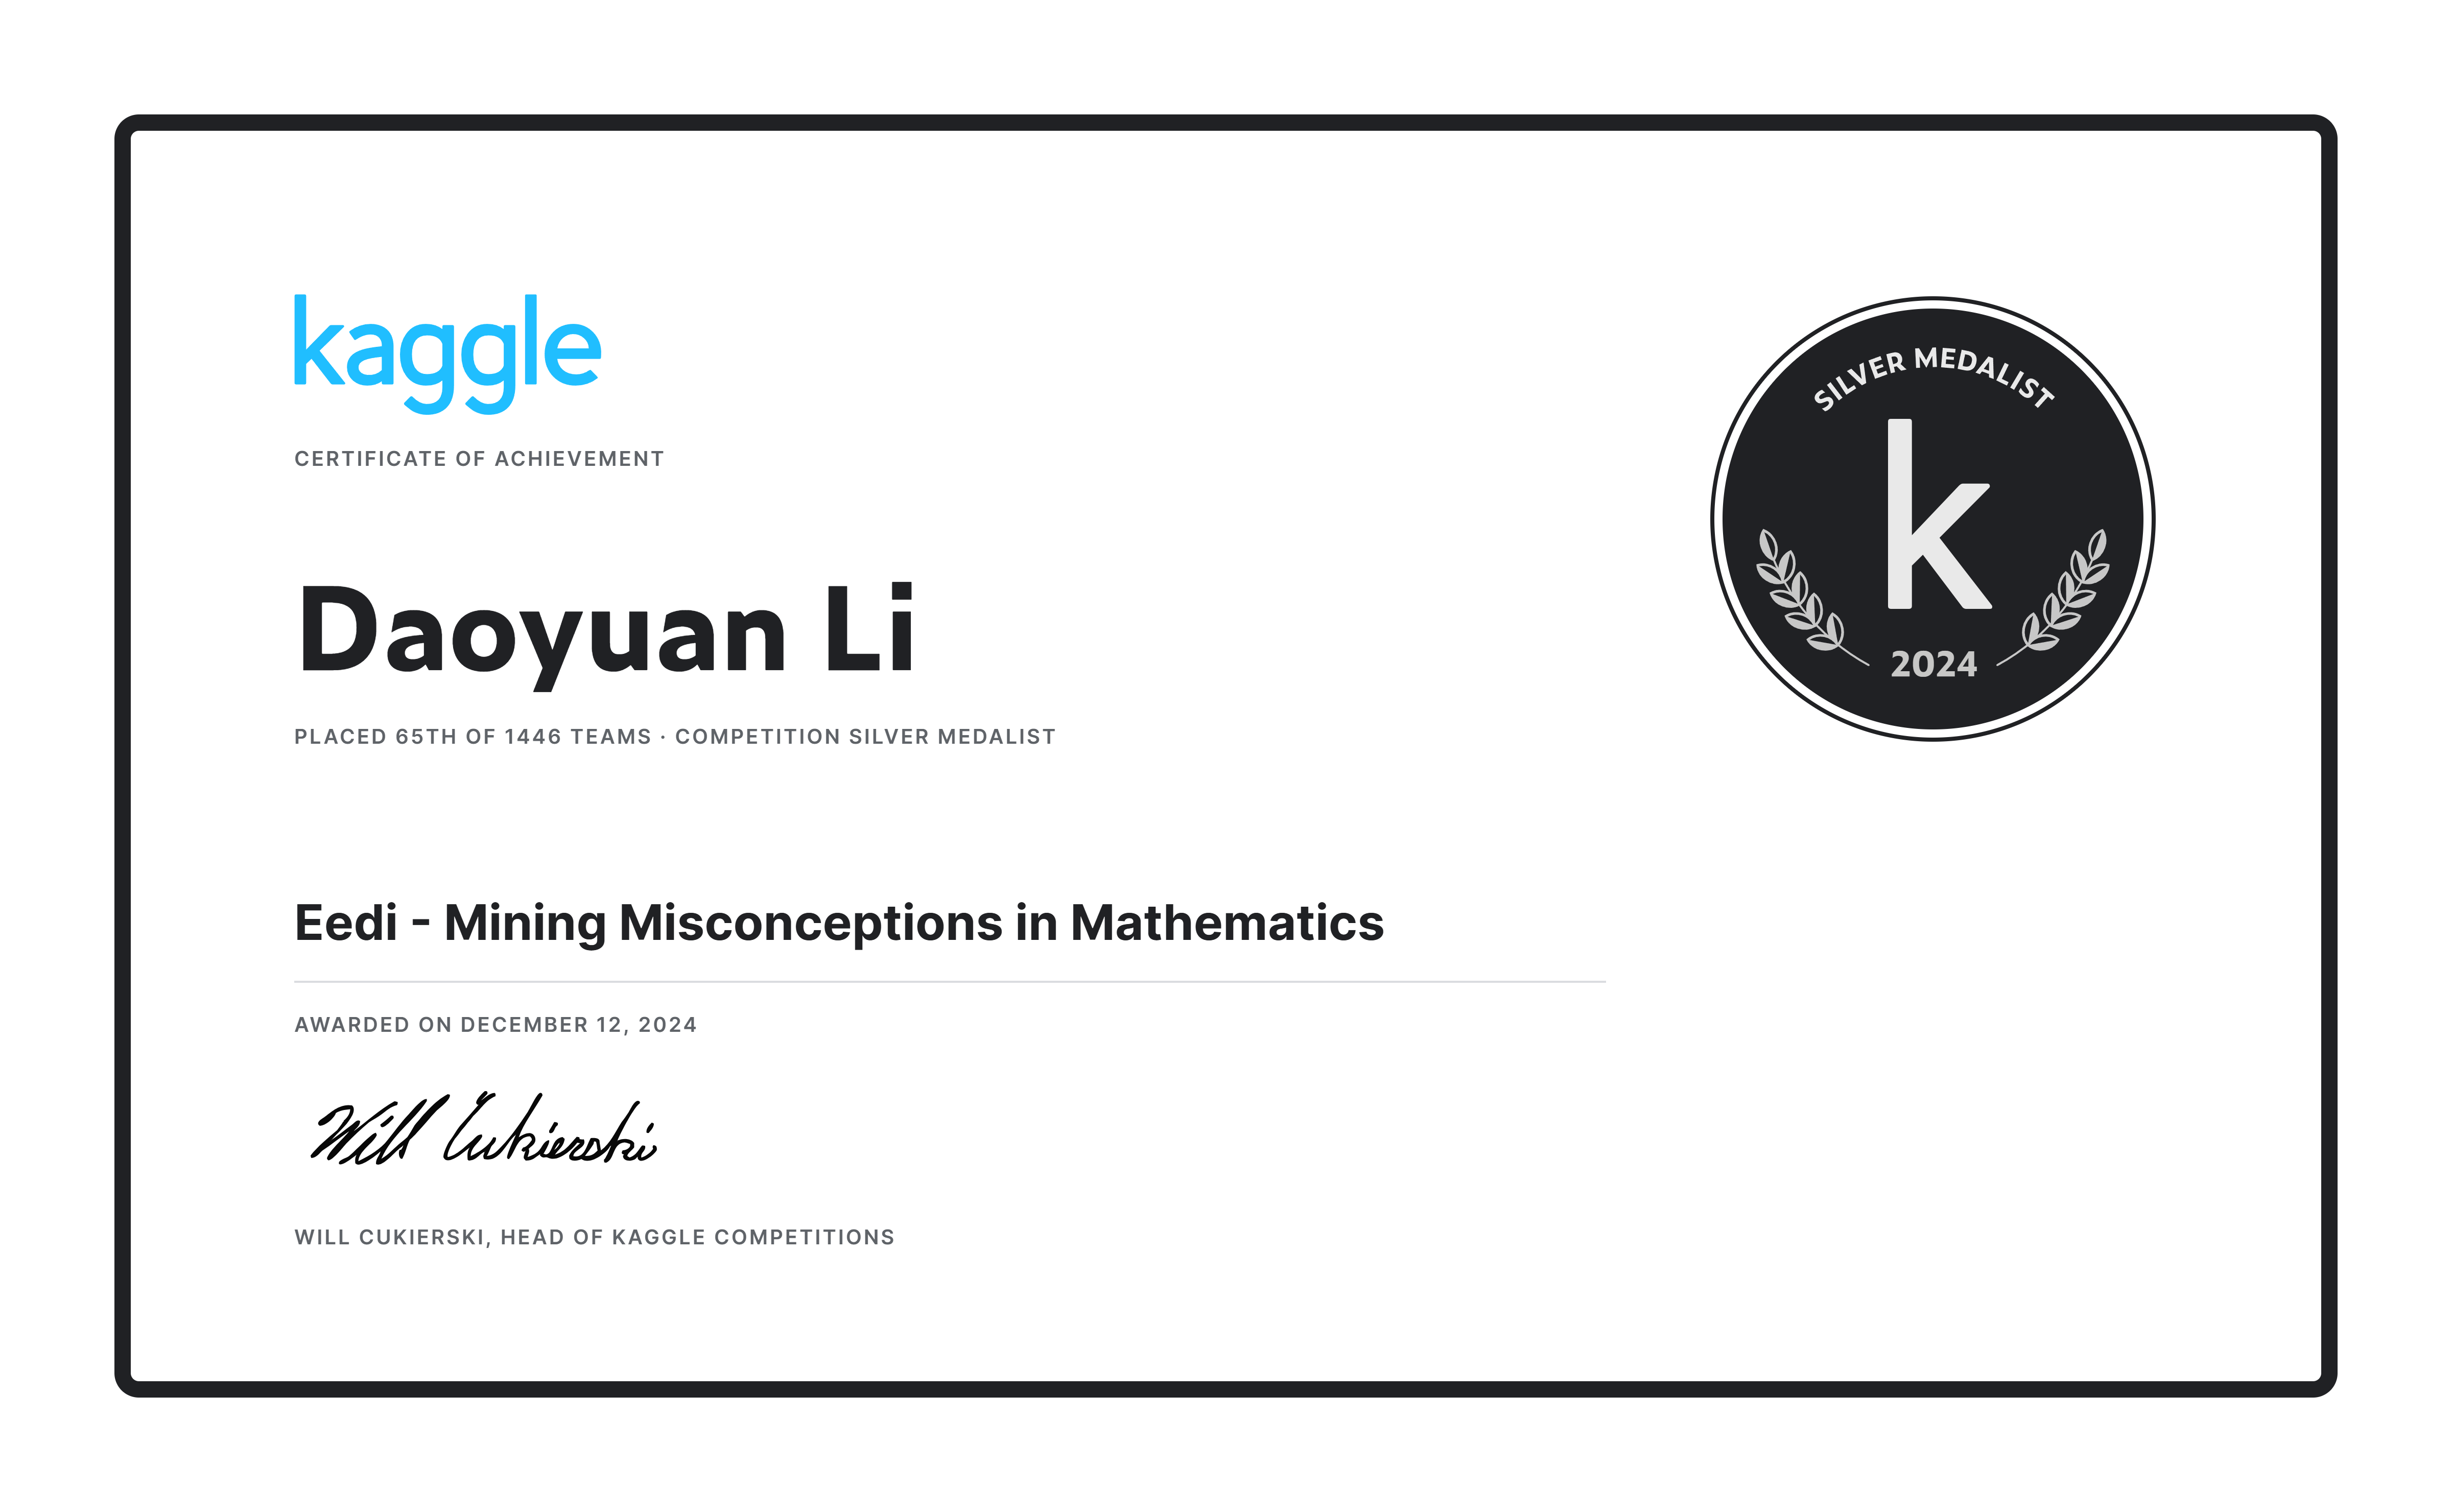 kaggle
CERTIFICATE OF ACHIEVEMENT
SILVER MEDALIST
k
2024
Daoyuan Li
PLACED 65TH OF 1446 TEAMS · COMPETITION SILVER MEDALIST
Eedi - Mining Misconceptions in Mathematics
AWARDED ON DECEMBER 12, 2024
Will Cukierski
WILL CUKIERSKI, HEAD OF KAGGLE COMPETITIONS